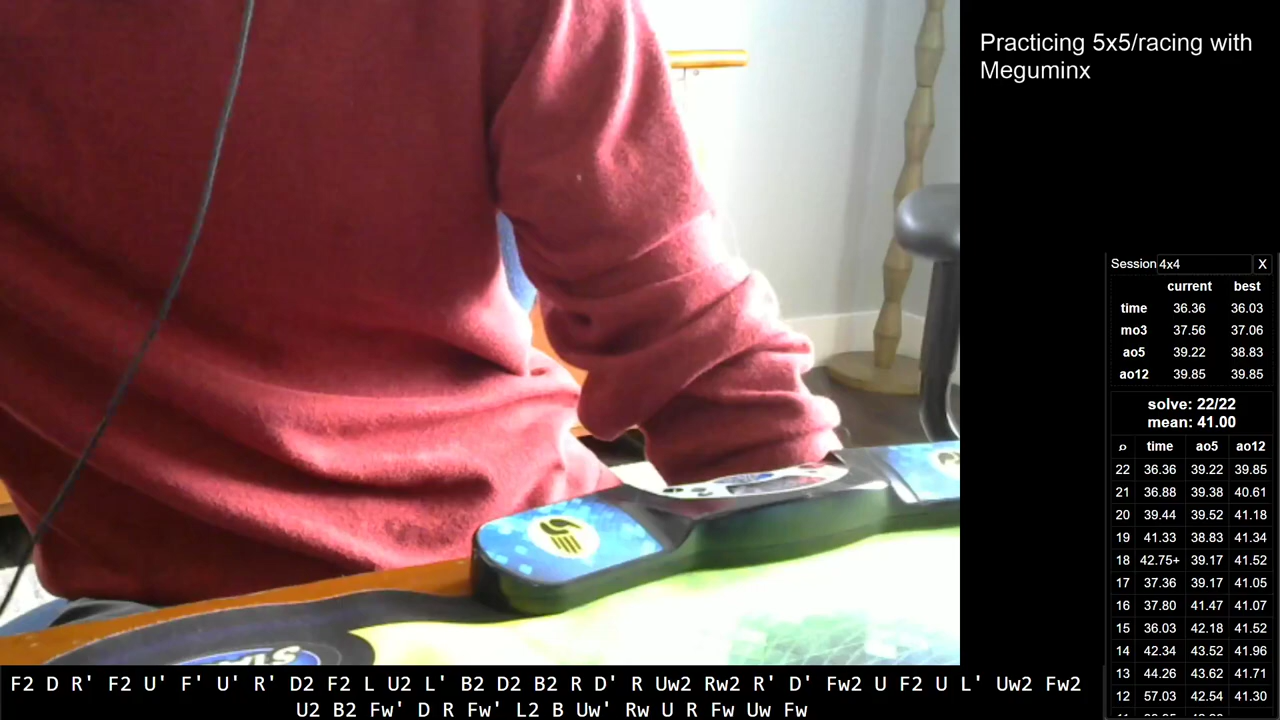 Practicing 5x5/racing with
Meguminx
Session 4x4 X
current best
time 36.36 36.03
mo3 37.56 37.06
ao5 39.22 38.83
ao12 39.85 39.85
solve: 22/22
mean: 41.00
time ao5 ao12
22 36.36 39.22 39.85
21 36.88 39.38 40.61
20 39.44 39.52 41.18
19 41.33 38.83 41.34
18 42.75+ 39.17 41.52
17 37.36 39.17 41.05
16 37.80 41.47 41.07
15 36.03 42.18 41.52
14 42.34 43.52 41.96
13 44.26 43.62 41.71
12 57.03 42.54 41.30
F2 D R' F2 U' F' U' R' D2 F2 L U2 L' B2 D2 B2 R D' R Uw2 Rw2 R' D' Fw2 U F2 U L' Uw2 Fw2
U2 B2 Fw' D R Fw' L2 B Uw' Rw U R Fw Uw Fw